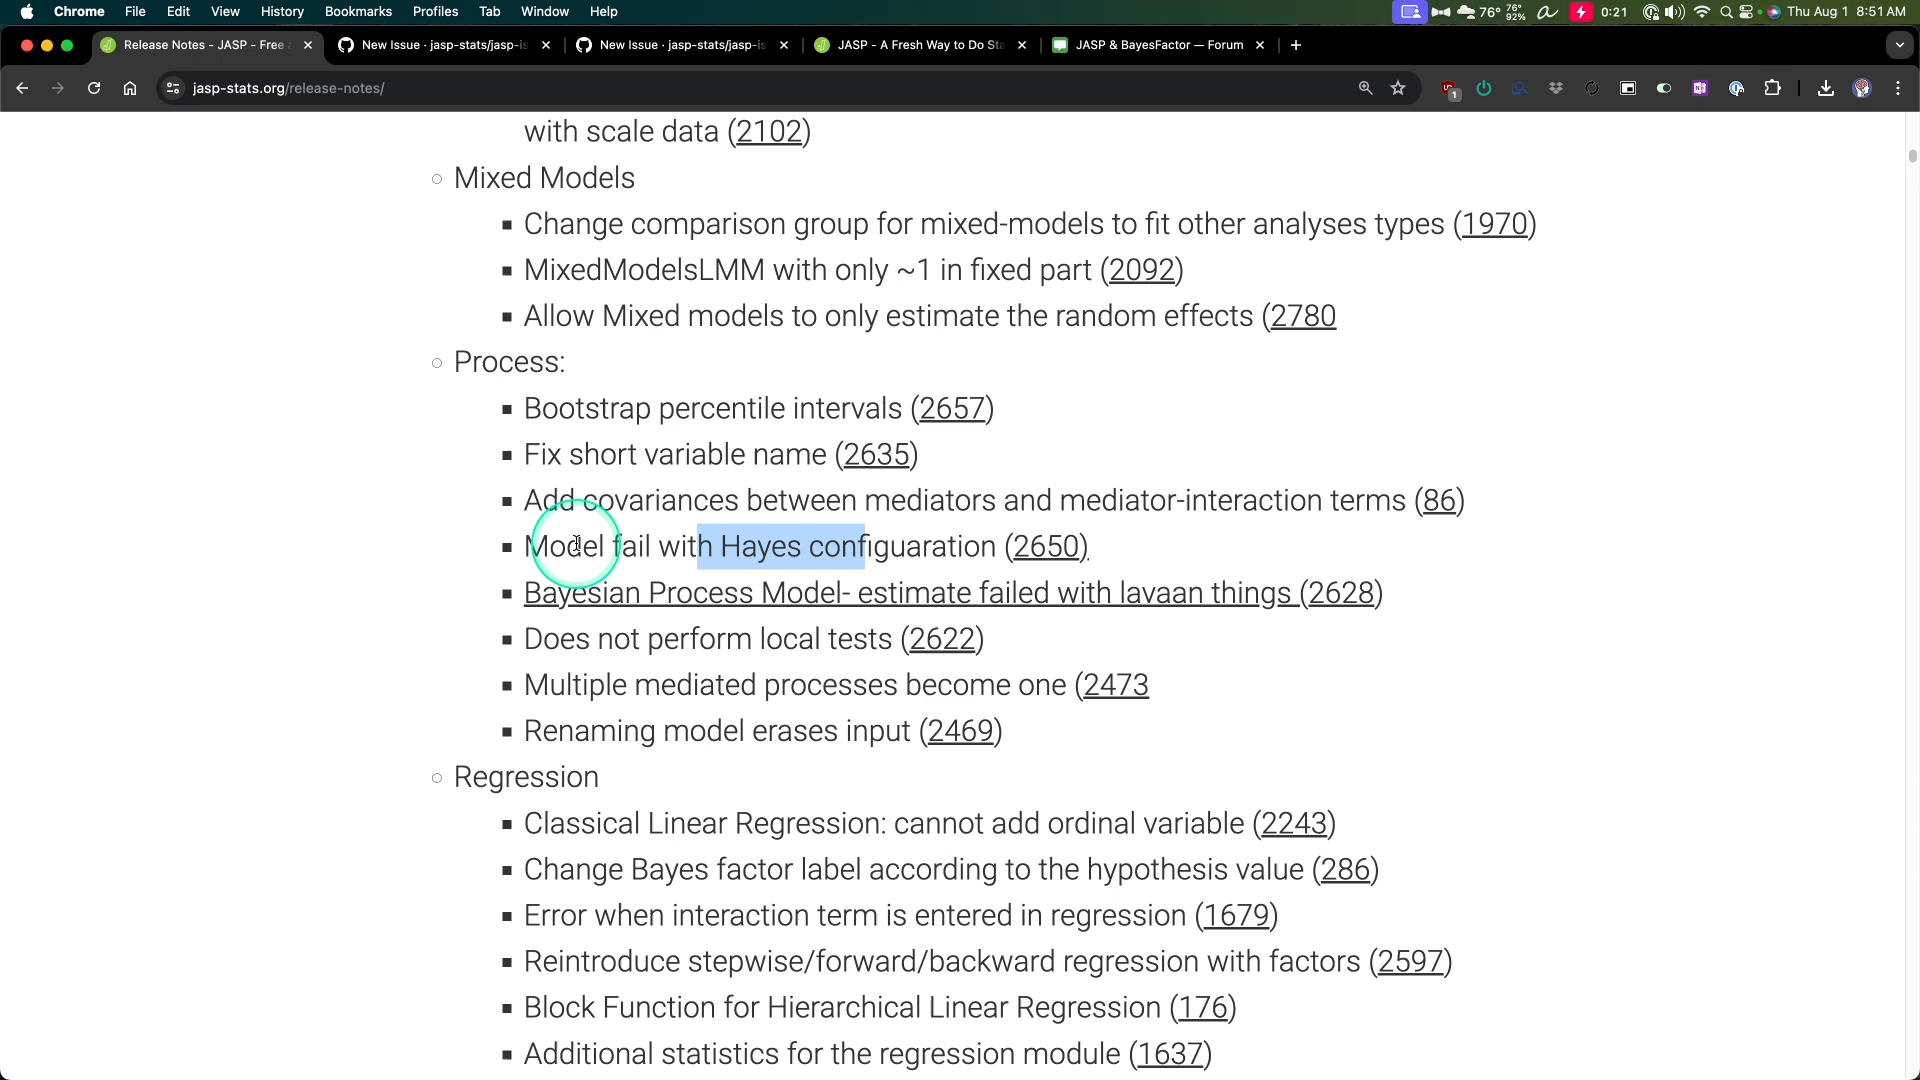 Chrome File Edit View History Bookmarks Profiles Tab Window Help 76° 76° 92% 0:21 Thu Aug 1 8:51 AM
Release Notes - JASP - Free New Issue · jasp-stats/jasp-is New Issue · jasp-stats/jasp-is JASP - A Fresh Way to Do Sta JASP & BayesFactor — Forum
jasp-stats.org/release-notes/ 1
with scale data (2102)
Mixed Models
Change comparison group for mixed-models to fit other analyses types (1970)
MixedModelsLMM with only ~1 in fixed part (2092)
Allow Mixed models to only estimate the random effects (2780
Process:
Bootstrap percentile intervals (2657)
Fix short variable name (2635)
Add covariances between mediators and mediator-interaction terms (86)
Model fail with Hayes configuaration (2650)
Bayesian Process Model- estimate failed with lavaan things (2628)
Does not perform local tests (2622)
Multiple mediated processes become one (2473
Renaming model erases input (2469)
Regression
Classical Linear Regression: cannot add ordinal variable (2243)
Change Bayes factor label according to the hypothesis value (286)
Error when interaction term is entered in regression (1679)
Reintroduce stepwise/forward/backward regression with factors (2597)
Block Function for Hierarchical Linear Regression (176)
Additional statistics for the regression module (1637)